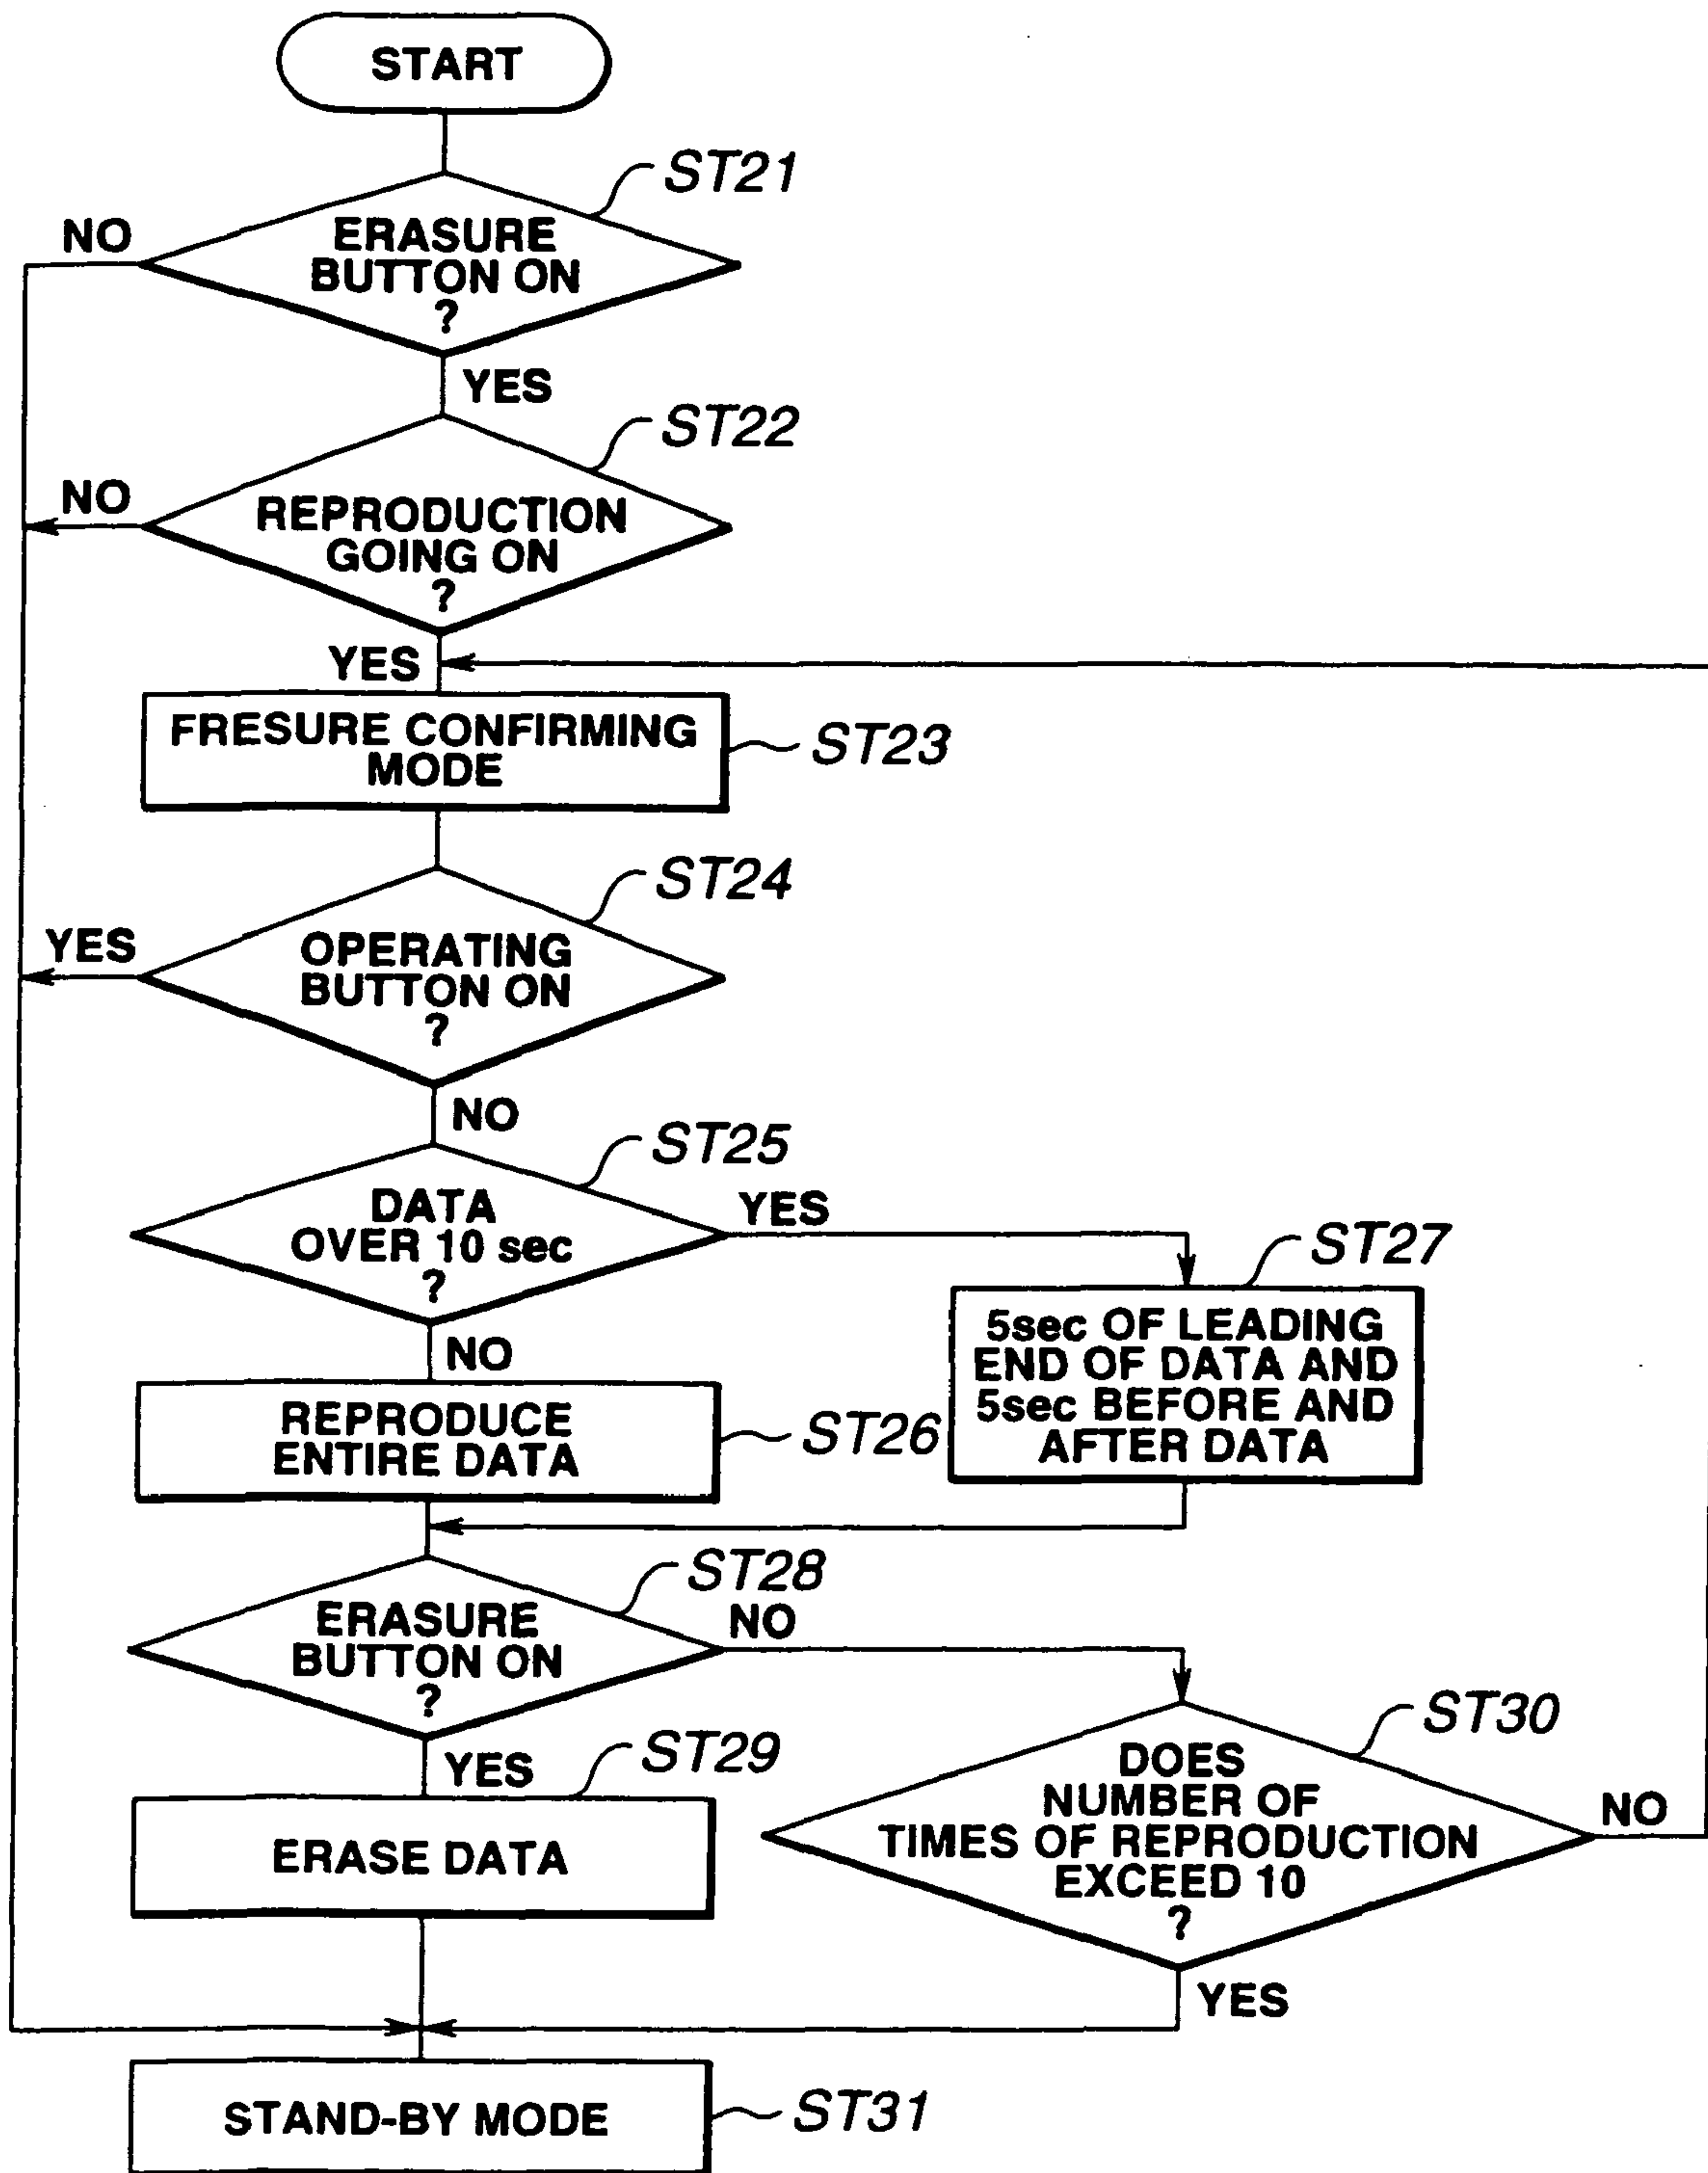 START
ST21
NO
ERASURE
BUTTON ON
?
YES
ST22
NO
REPRODUCTION
GOING ON
?
YES
FRESURE CONFIRMING
MODE
ST23
ST24
YES
OPERATING
BUTTON ON
?
NO
ST25
DATA
OVER 10 sec
?
YES
ST27
5sec OF LEADING
END OF DATA AND
5sec BEFORE AND
AFTER DATA
NO
REPRODUCE
ENTIRE DATA
ST26
ST28
ERASURE
BUTTON ON
?
NO
ST30
DOES
NUMBER OF
TIMES OF REPRODUCTION
EXCEED 10
?
NO
YES
YES
ST29
ERASE DATA
STAND-BY MODE
ST31